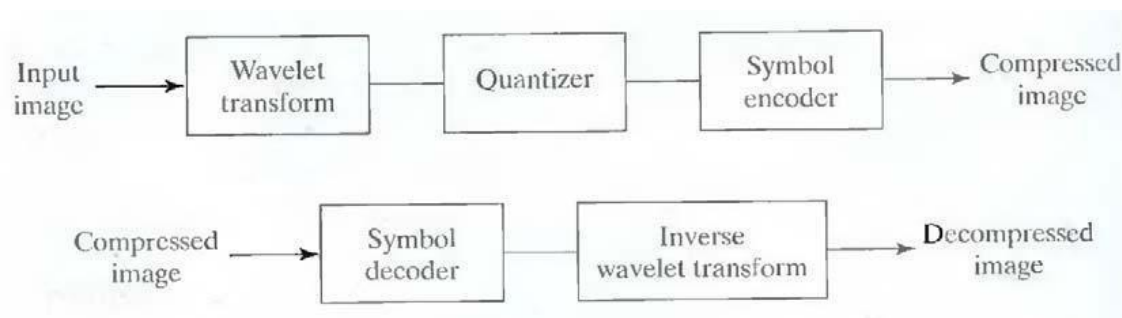 Input
image
Wavelet
transform
Quantizer
Symbol
encoder
Compressed
image
Compressed
image
Symbol
decoder
Inverse
wavelet transform
Decompressed
image